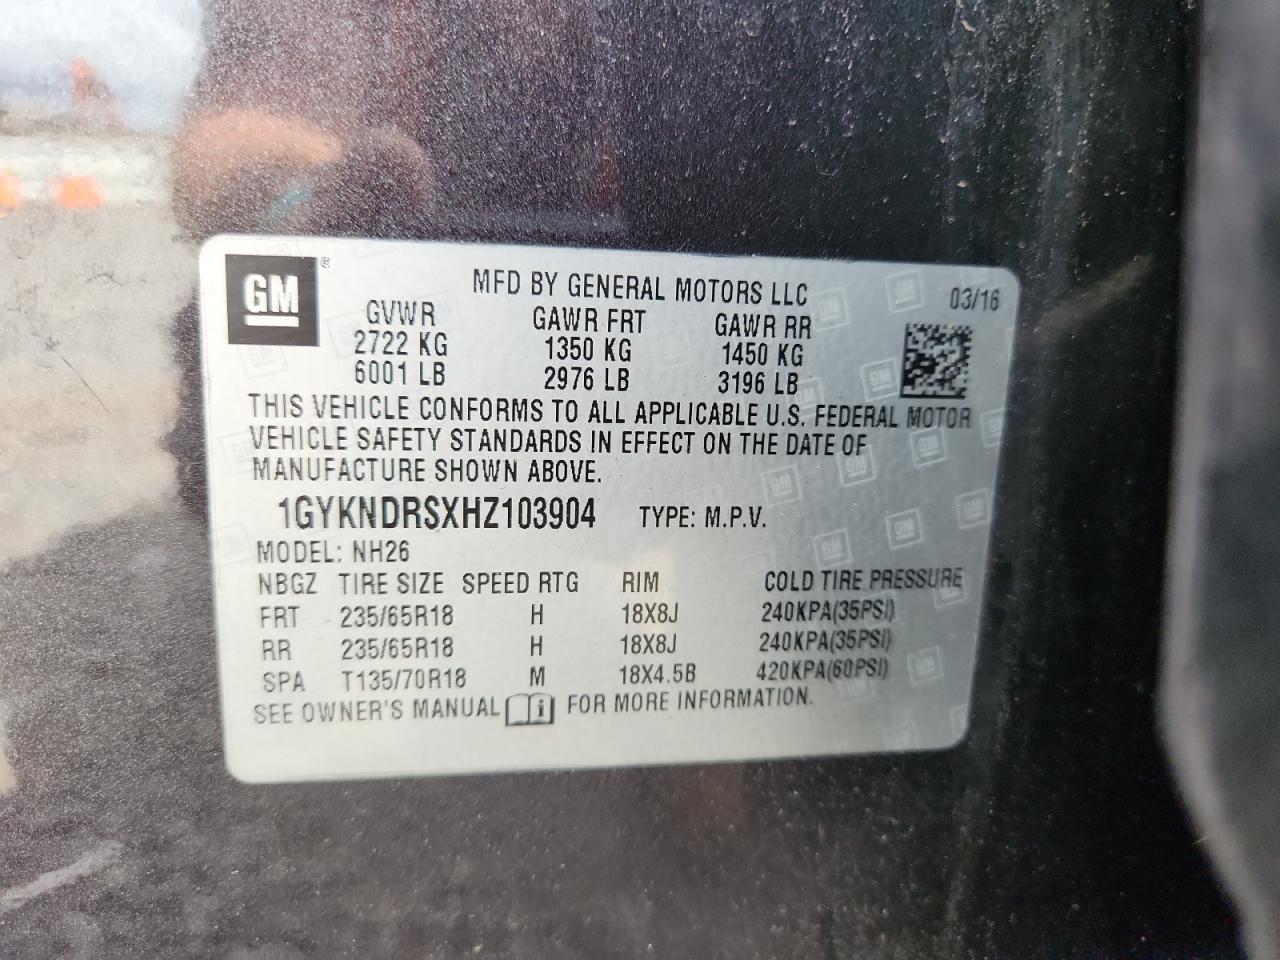 GM
MFD BY GENERAL MOTORS LLC
03/16
GVWR GAWR FRT GAWR RR
2722 KG 1350 KG 1450 KG
6001 LB 2976 LB 3196 LB
THIS VEHICLE CONFORMS TO ALL APPLICABLE U.S. FEDERAL MOTOR
VEHICLE SAFETY STANDARDS IN EFFECT ON THE DATE OF
MANUFACTURE SHOWN ABOVE.
1GYKNDRSXHZ103904 TYPE: M.P.V.
MODEL: NH26
NBGZ TIRE SIZE SPEED RTG RIM COLD TIRE PRESSURE
FRT 235/65R18 H 18X8J 240KPA(35PSI)
RR 235/65R18 H 18X8J 240KPA(35PSI)
SPA T135/70R18 M 18X4.5B 420KPA(60PSI)
SEE OWNER'S MANUAL i FOR MORE INFORMATION.